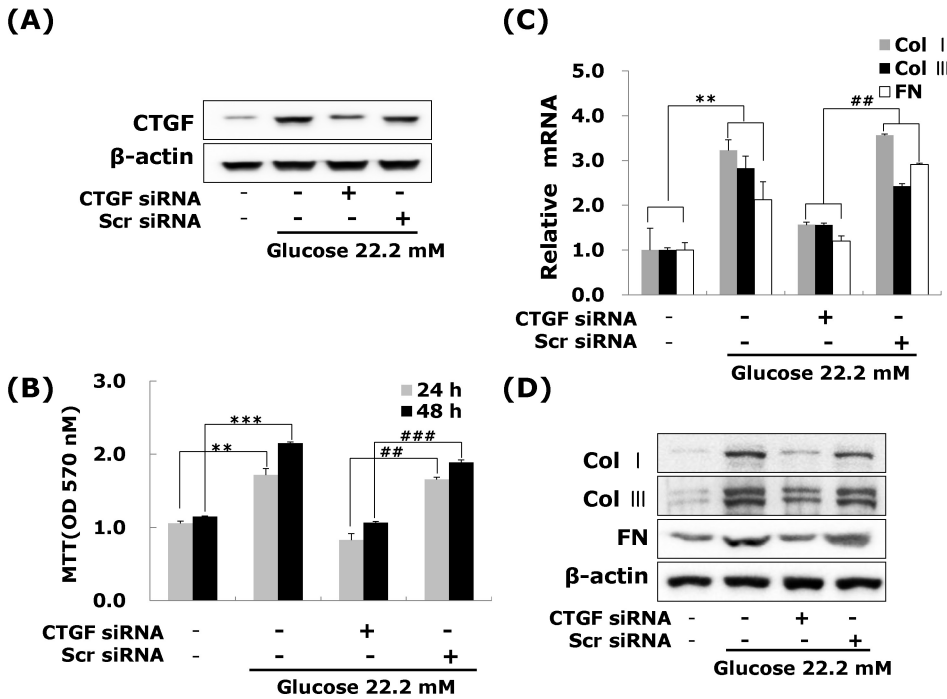 (A)
CTGF
β-actin
CTGF siRNA - - + -
Scr siRNA - - - +
Glucose 22.2 mM
(B)
3.0
2.0
1.0
0.0
MTT(OD 570 nM)
24 h
48 h
** *** ## ###
CTGF siRNA - - + -
Scr siRNA - - - +
Glucose 22.2 mM
(C)
Col Ⅰ
Col Ⅲ
FN
5.0
4.0
3.0
2.0
1.0
0.0
Relative mRNA
** ##
CTGF siRNA - - + -
Scr siRNA - - - +
Glucose 22.2 mM
(D)
Col Ⅰ
Col Ⅲ
FN
β-actin
CTGF siRNA - - + -
Scr siRNA - - - +
Glucose 22.2 mM